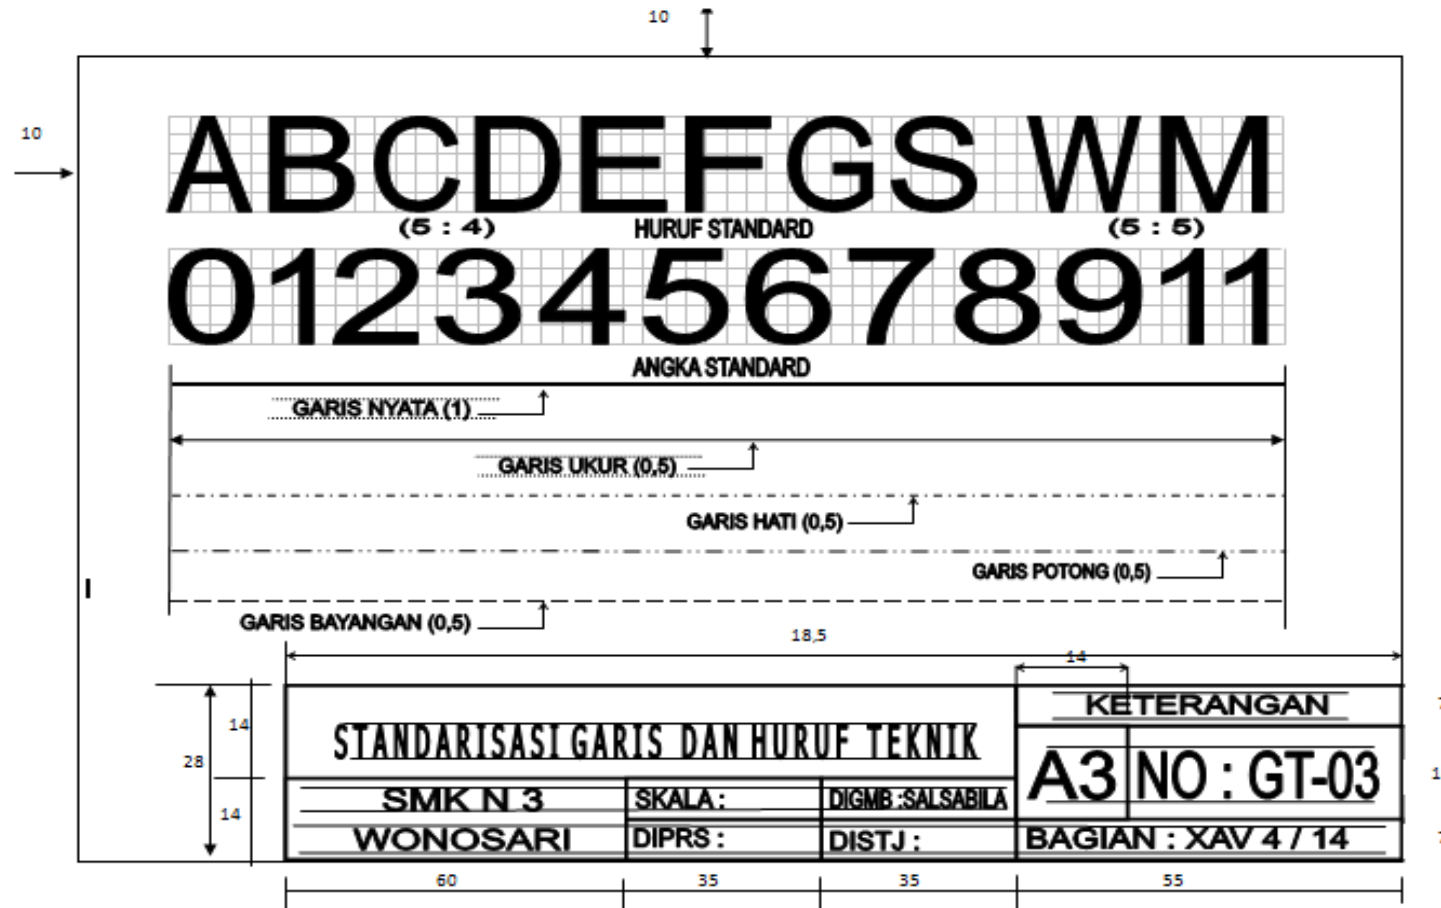 10
10
ABCDEFGS WM
(5 : 4) HURUF STANDARD (5 : 5)
01234567891 1
ANGKA STANDARD
GARIS NYATA (1)
GARIS UKUR (0,5)
GARIS HATI (0,5)
GARIS POTONG (0,5)
GARIS BAYANGAN (0,5)
18,5
14
KETERANGAN
14
STANDARISASI GARIS DAN HURUF TEKNIK
28
A3 NO : GT-03
SMK N 3 SKALA : DIGMB :SALSABILA
14
WONOSARI DIPRS : DISTJ : BAGIAN : XAV 4 / 14
60 35 35 55